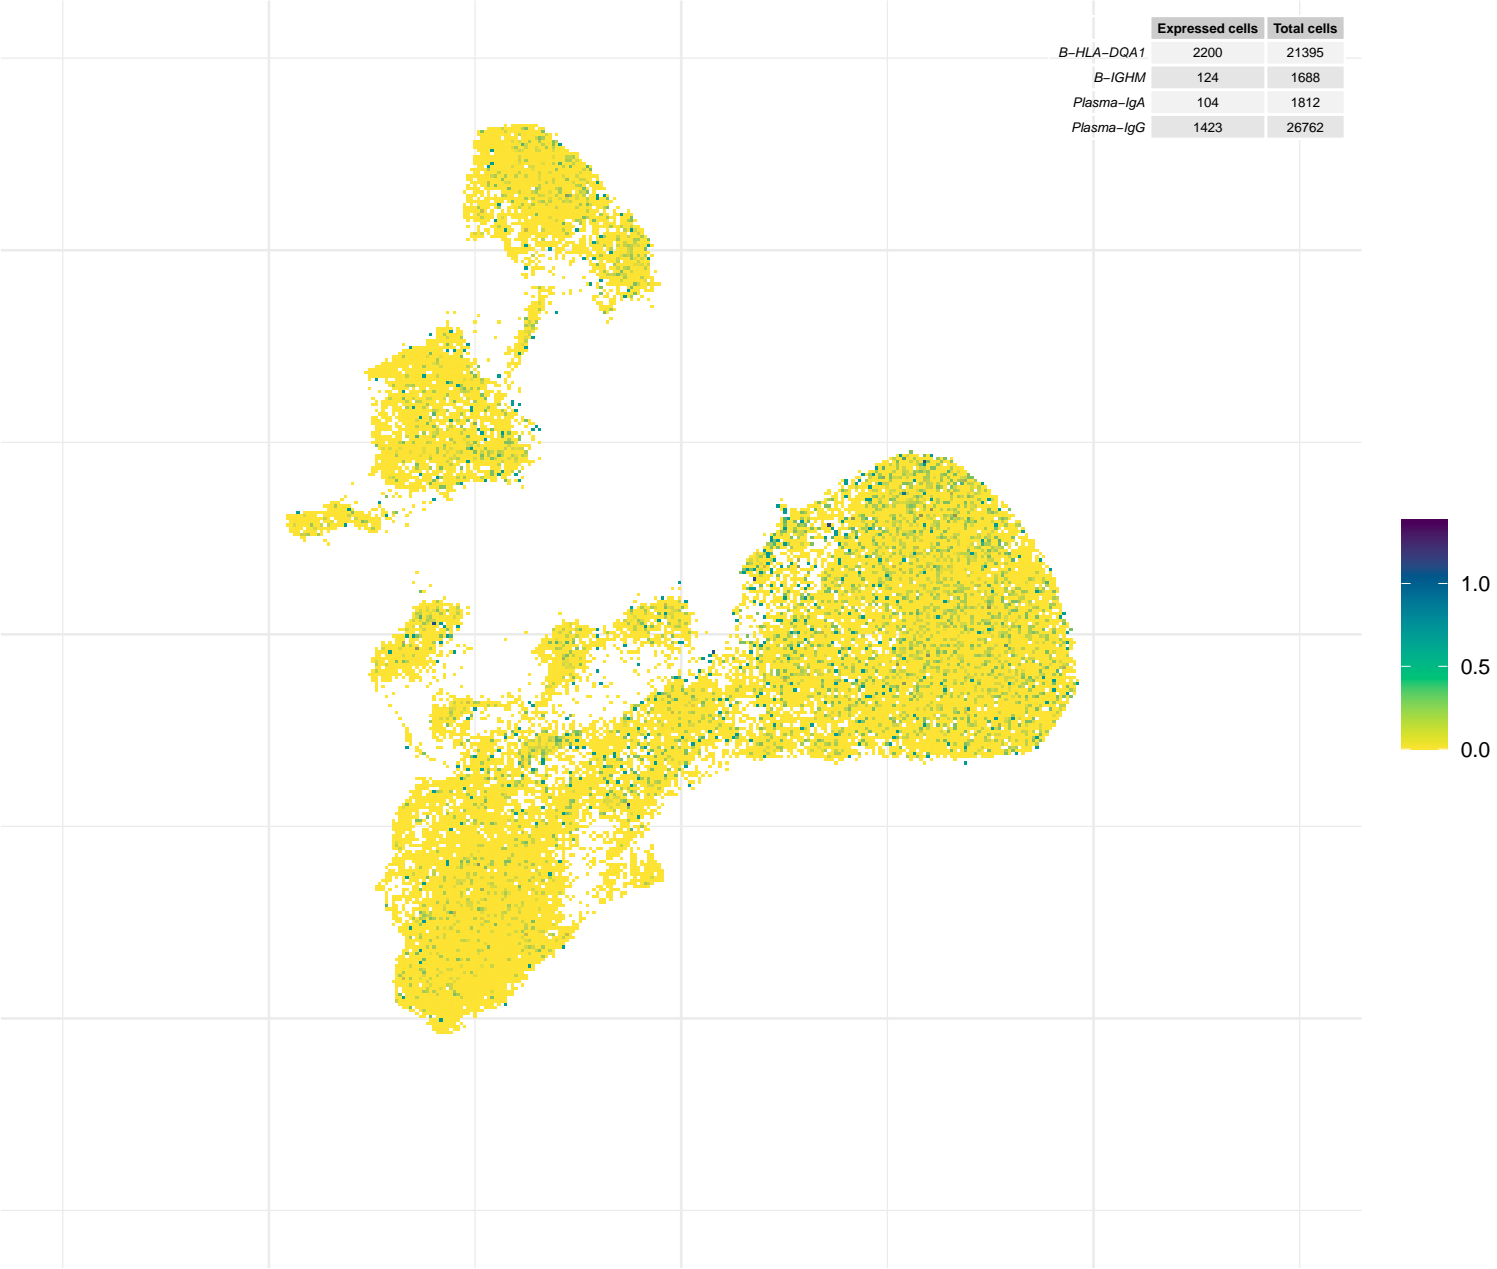 Expressed cells Total cells
B−HLA−DQA1 2200 21395
B−IGHM 124 1688
Plasma−IgA 104 1812
Plasma−IgG 1423 26762
1.0
0.5
0.0